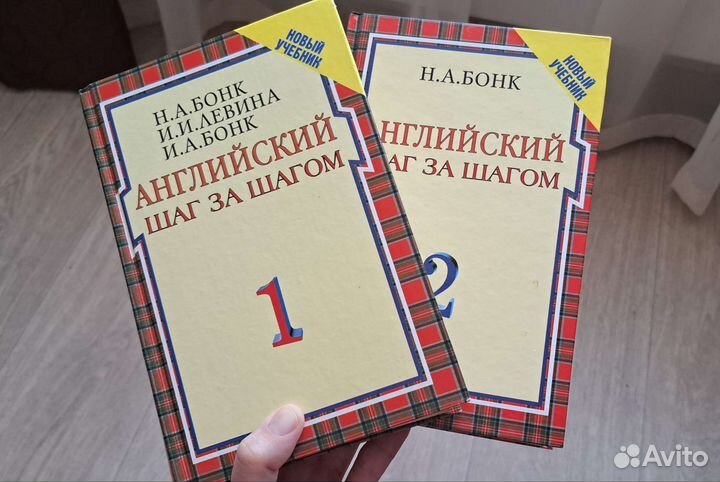 НОВЫЙ
УЧЕБНИК
Н.А.БОНК
И.И.ЛЕВИНА
И.А.БОНК
АНГЛИЙСКИЙ
ШАГ ЗА ШАГОМ
1
НОВЫЙ
УЧЕБНИК
Н.А.БОНК
НГЛИЙСКИЙ
АГ ЗА ШАГОМ
2
Avito